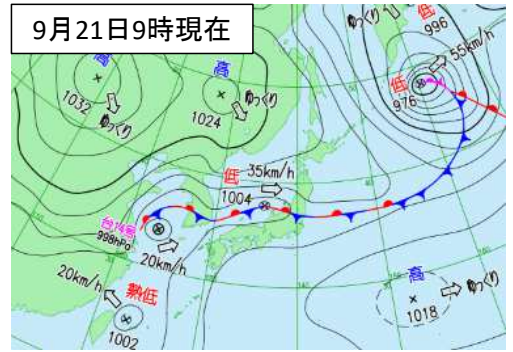 9月21日9時現在
低
996
55km/h
ゆっくり
高
1032
ゆっくり
高
1024
ゆっくり
低
976
低
1004
35km/h
台14号
998hPa
20km/h
20km/h
熱低
1002
高
1018
ゆっくり